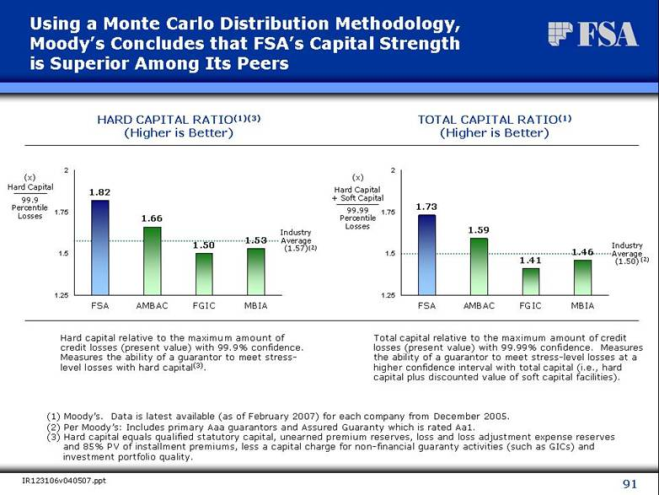 Using a Monte Carlo Distribution Methodology,
Moody's Concludes that FSA's Capital Strength
is Superior Among Its Peers
FSA
HARD CAPITAL RATIO(1)(3)
(Higher is Better)
(x)
Hard Capital
99.9
Percentile
Losses
2
1.75
1.5
1.25
1.82
1.66
1.50
1.53
Industry
Average
(1.57)(2)
FSA AMBAC FGIC MBIA
Hard capital relative to the maximum amount of
credit losses (present value) with 99.9% confidence.
Measures the ability of a guarantor to meet stress-
level losses with hard capital(3).
TOTAL CAPITAL RATIO(1)
(Higher is Better)
(x)
Hard Capital
+ Soft Capital
99.99
Percentile
Losses
2
1.75
1.5
1.25
1.73
1.59
1.41
1.46
Industry
Average
(1.50)(2)
FSA AMBAC FGIC MBIA
Total capital relative to the maximum amount of credit
losses (present value) with 99.99% confidence. Measures
the ability of a guarantor to meet stress-level losses at a
higher confidence interval with total capital (i.e., hard
capital plus discounted value of soft capital facilities).
(1) Moody's. Data is latest available (as of February 2007) for each company from December 2005.
(2) Per Moody's: Includes primary Aaa guarantors and Assured Guaranty which is rated Aa1.
(3) Hard capital equals qualified statutory capital, unearned premium reserves, loss and loss adjustment expense reserves
and 85% PV of installment premiums, less a capital charge for non-financial guaranty activities (such as GICs) and
investment portfolio quality.
IR123106v040507.ppt
91